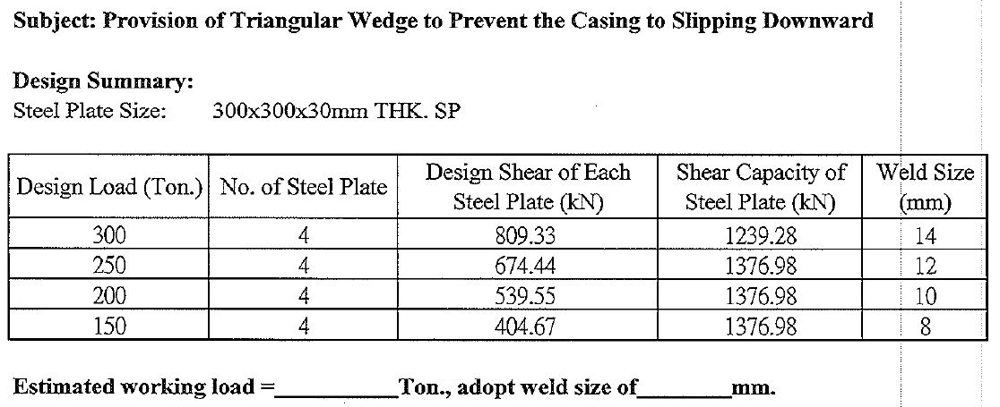 Subject: Provision of Triangular Wedge to Prevent the Casing to Slipping Downward
Design Summary:
Steel Plate Size: 300x300x30mm THK. SP
Design Load (Ton.) No. of Steel Plate Design Shear of Each Steel Plate (kN) Shear Capacity of Steel Plate (kN) Weld Size (mm)
300 4 809.33 1239.28 14
250 4 674.44 1376.98 12
200 4 539.55 1376.98 10
150 4 404.67 1376.98 8
Estimated working load =__________Ton., adopt weld size of________mm.